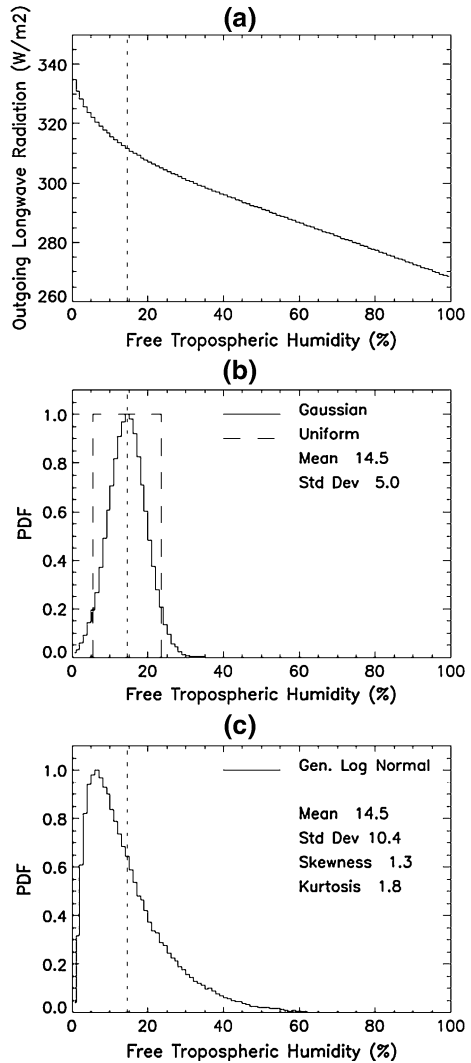 (a)
Outgoing Longwave Radiation (W/m2)
340
320
300
280
260
0 20 40 60 80 100
Free Tropospheric Humidity (%)
(b)
PDF
1.0
0.8
0.6
0.4
0.2
0.0
Gaussian
Uniform
Mean 14.5
Std Dev 5.0
0 20 40 60 80 100
Free Tropospheric Humidity (%)
(c)
PDF
1.0
0.8
0.6
0.4
0.2
0.0
Gen. Log Normal
Mean 14.5
Std Dev 10.4
Skewness 1.3
Kurtosis 1.8
0 20 40 60 80 100
Free Tropospheric Humidity (%)